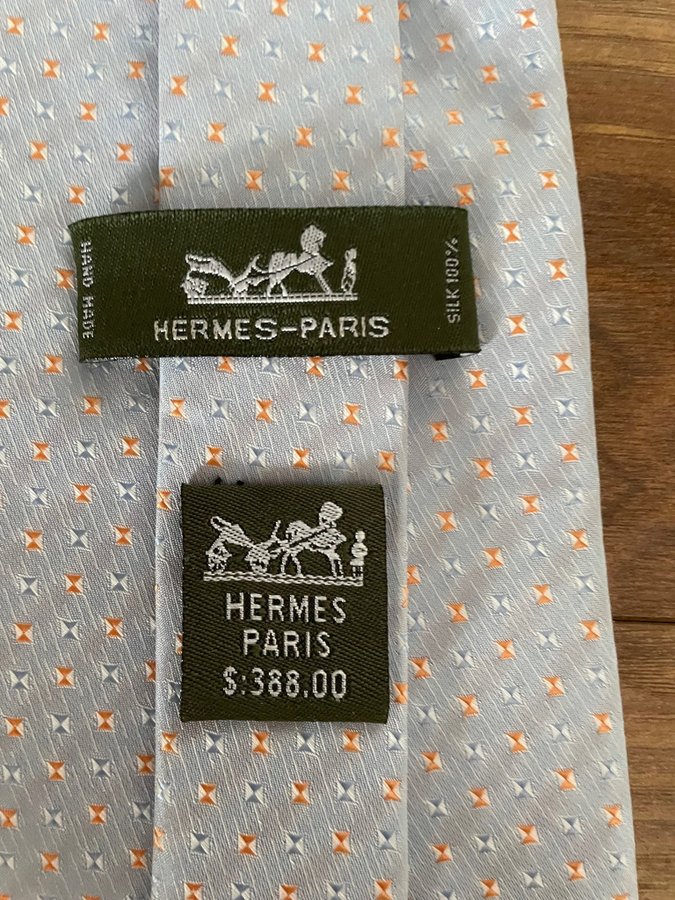 HAND MADE
HERMES-PARIS
SILK 100%
HERMES
PARIS
$:388.00